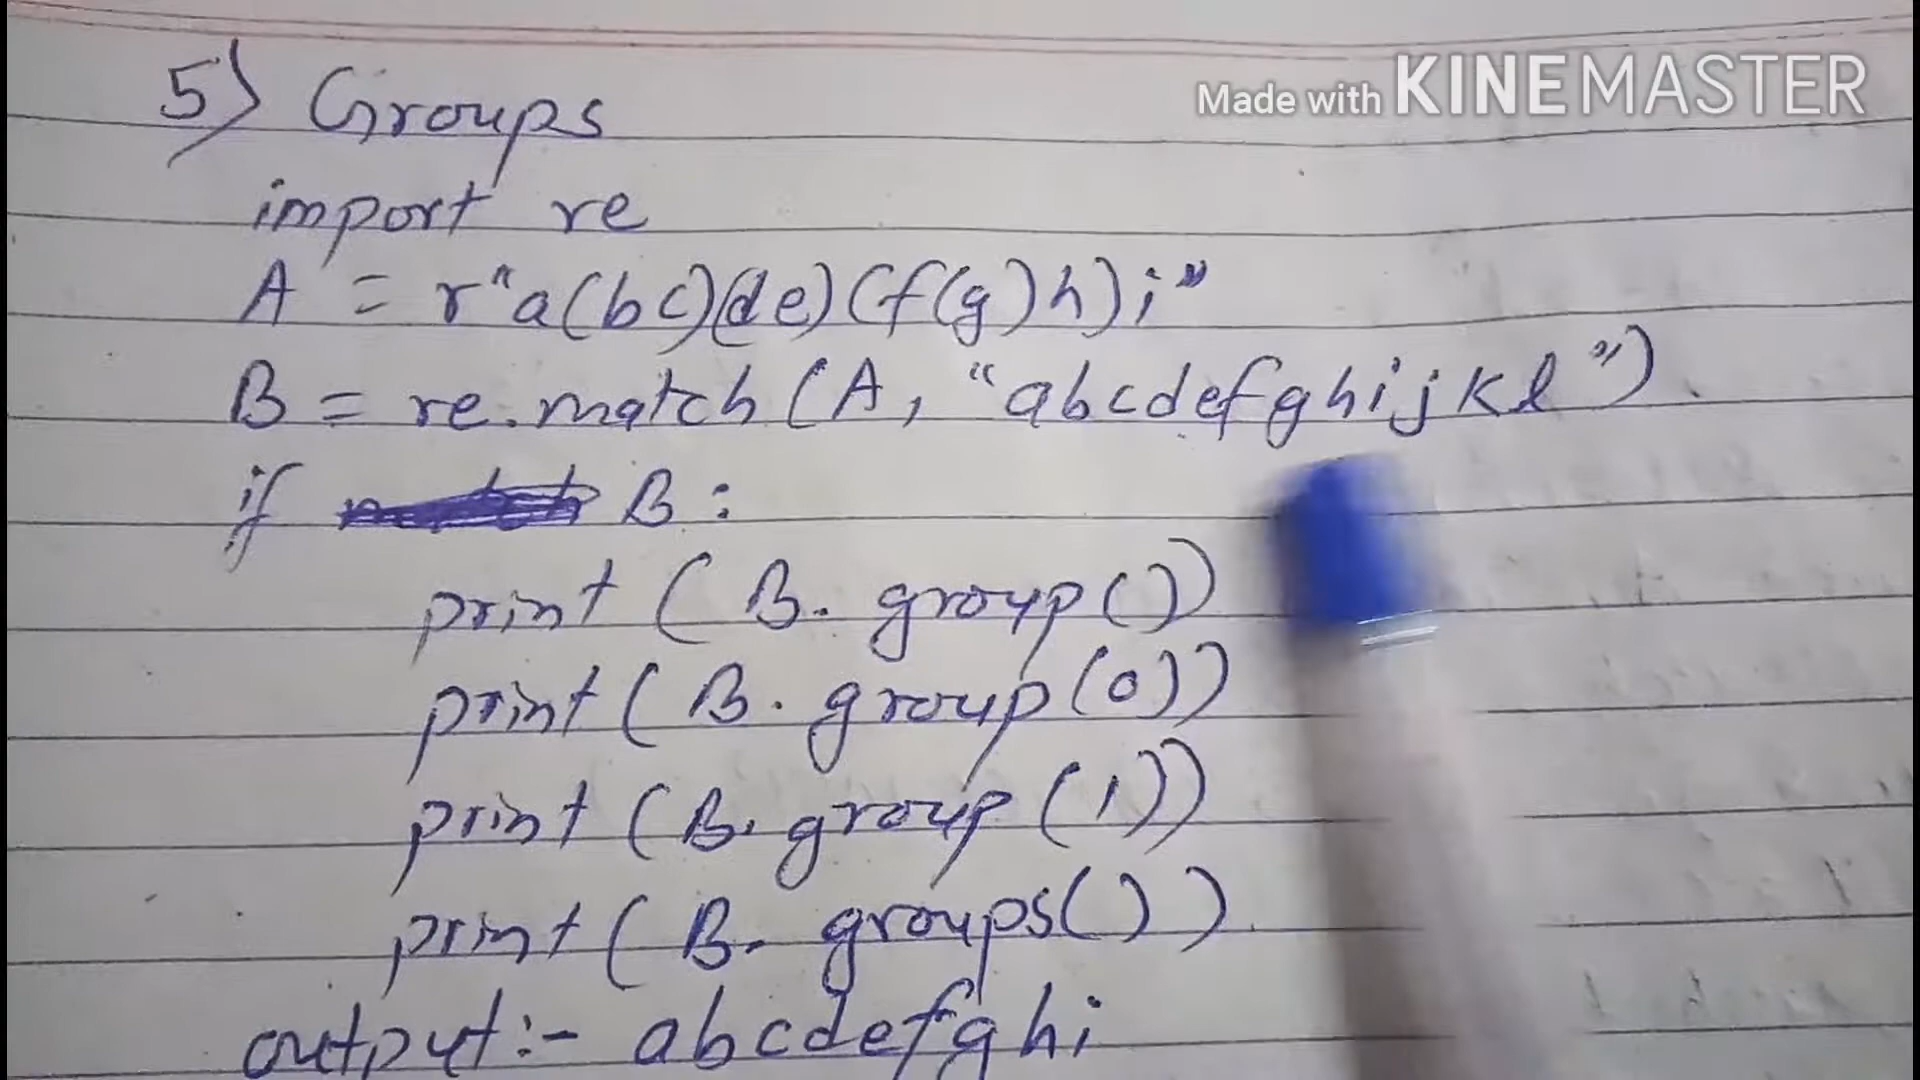 Made with KINEMASTER
5) Groups
import re
A = r"a(bc)(de)(f(g)h)i"
B = re.match(A, "abcdefghijkl").
if B:
print (B.group())
print (B.group(0))
print (B.group(1))
print (B.groups()).
output:- abcdefghi